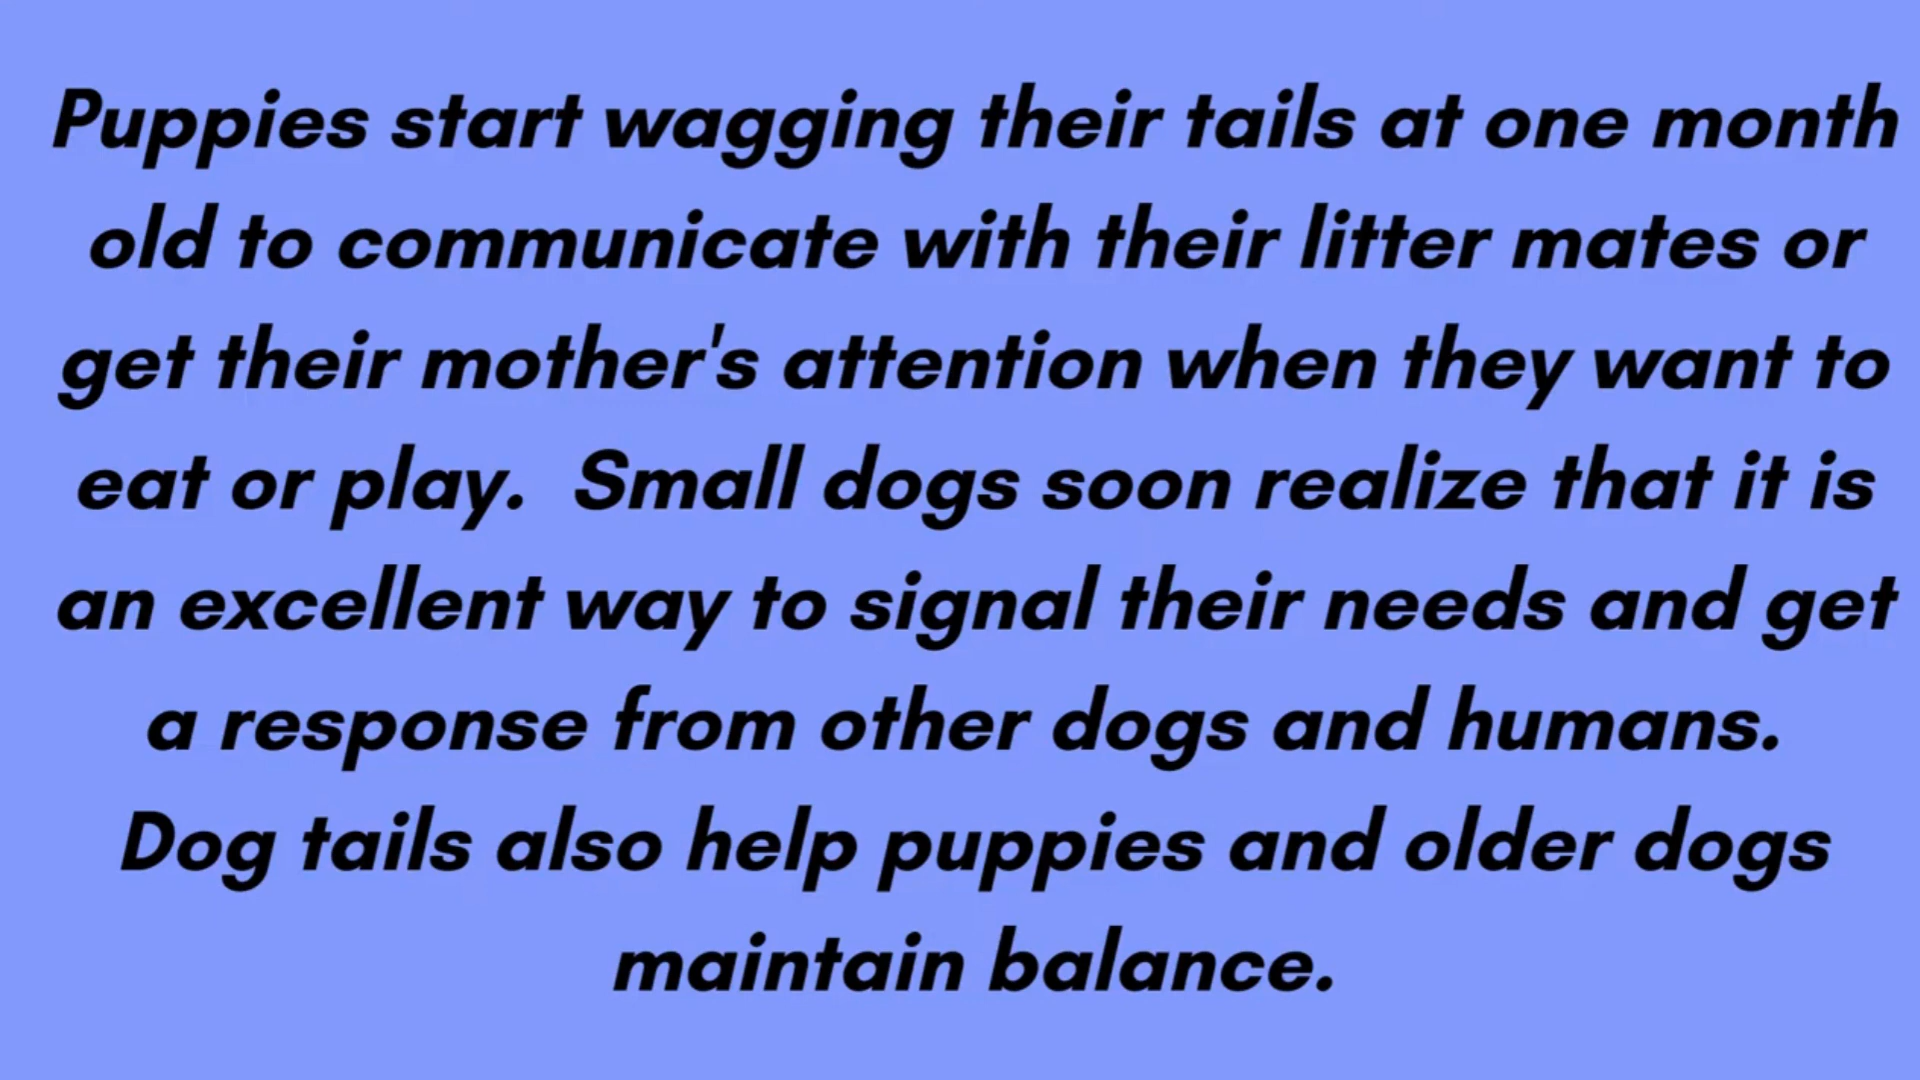 Puppies start wagging their tails at one month
old to communicate with their litter mates or
get their mother's attention when they want to
eat or play.  Small dogs soon realize that it is
an excellent way to signal their needs and get
a response from other dogs and humans.
Dog tails also help puppies and older dogs
maintain balance.